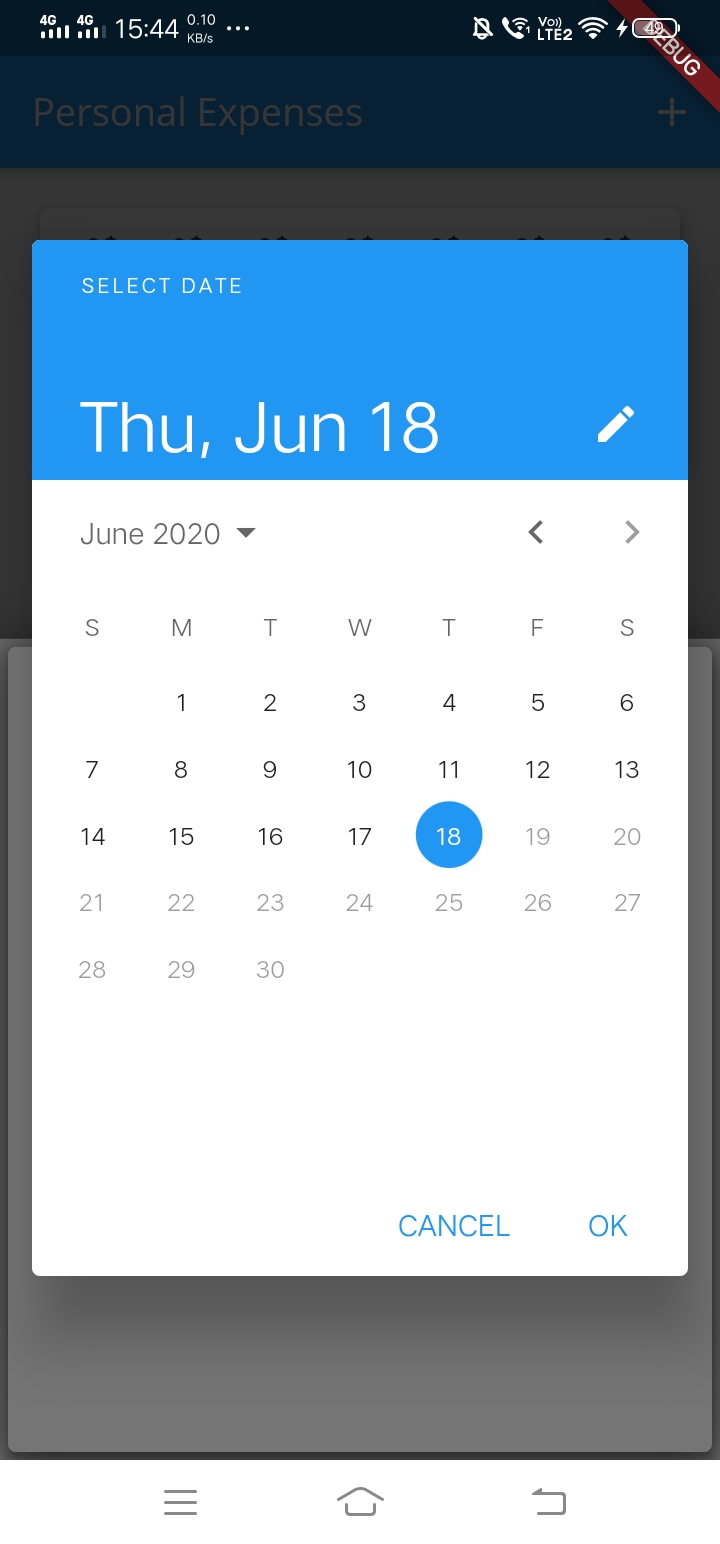 4G 4G 15:44 0.10 KB/s ... 1 Vo)) LTE2 49
DEBUG
Personal Expenses +
SELECT DATE
Thu, Jun 18
June 2020
S M T W T F S
1 2 3 4 5 6
7 8 9 10 11 12 13
14 15 16 17 18 19 20
21 22 23 24 25 26 27
28 29 30
CANCEL OK